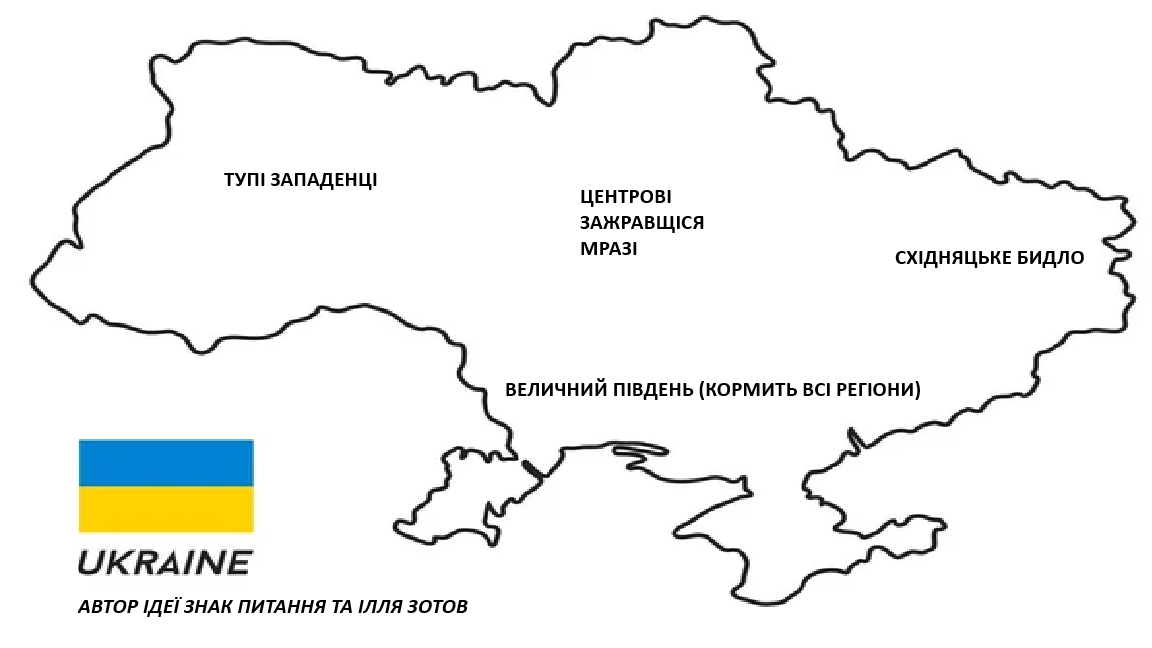 ТУПІ ЗАПАДЕНЦІ
ЦЕНТРОВІ
ЗАЖРАВЩІСЯ
МРАЗІ
СХІДНЯЦЬКЕ БИДЛО
ВЕЛИЧНИЙ ПІВДЕНЬ (КОРМИТЬ ВСІ РЕГІОНИ)
UKRAINE
АВТОР ІДЕЇ ЗНАК ПИТАННЯ ТА ІЛЛЯ ЗОТОВ